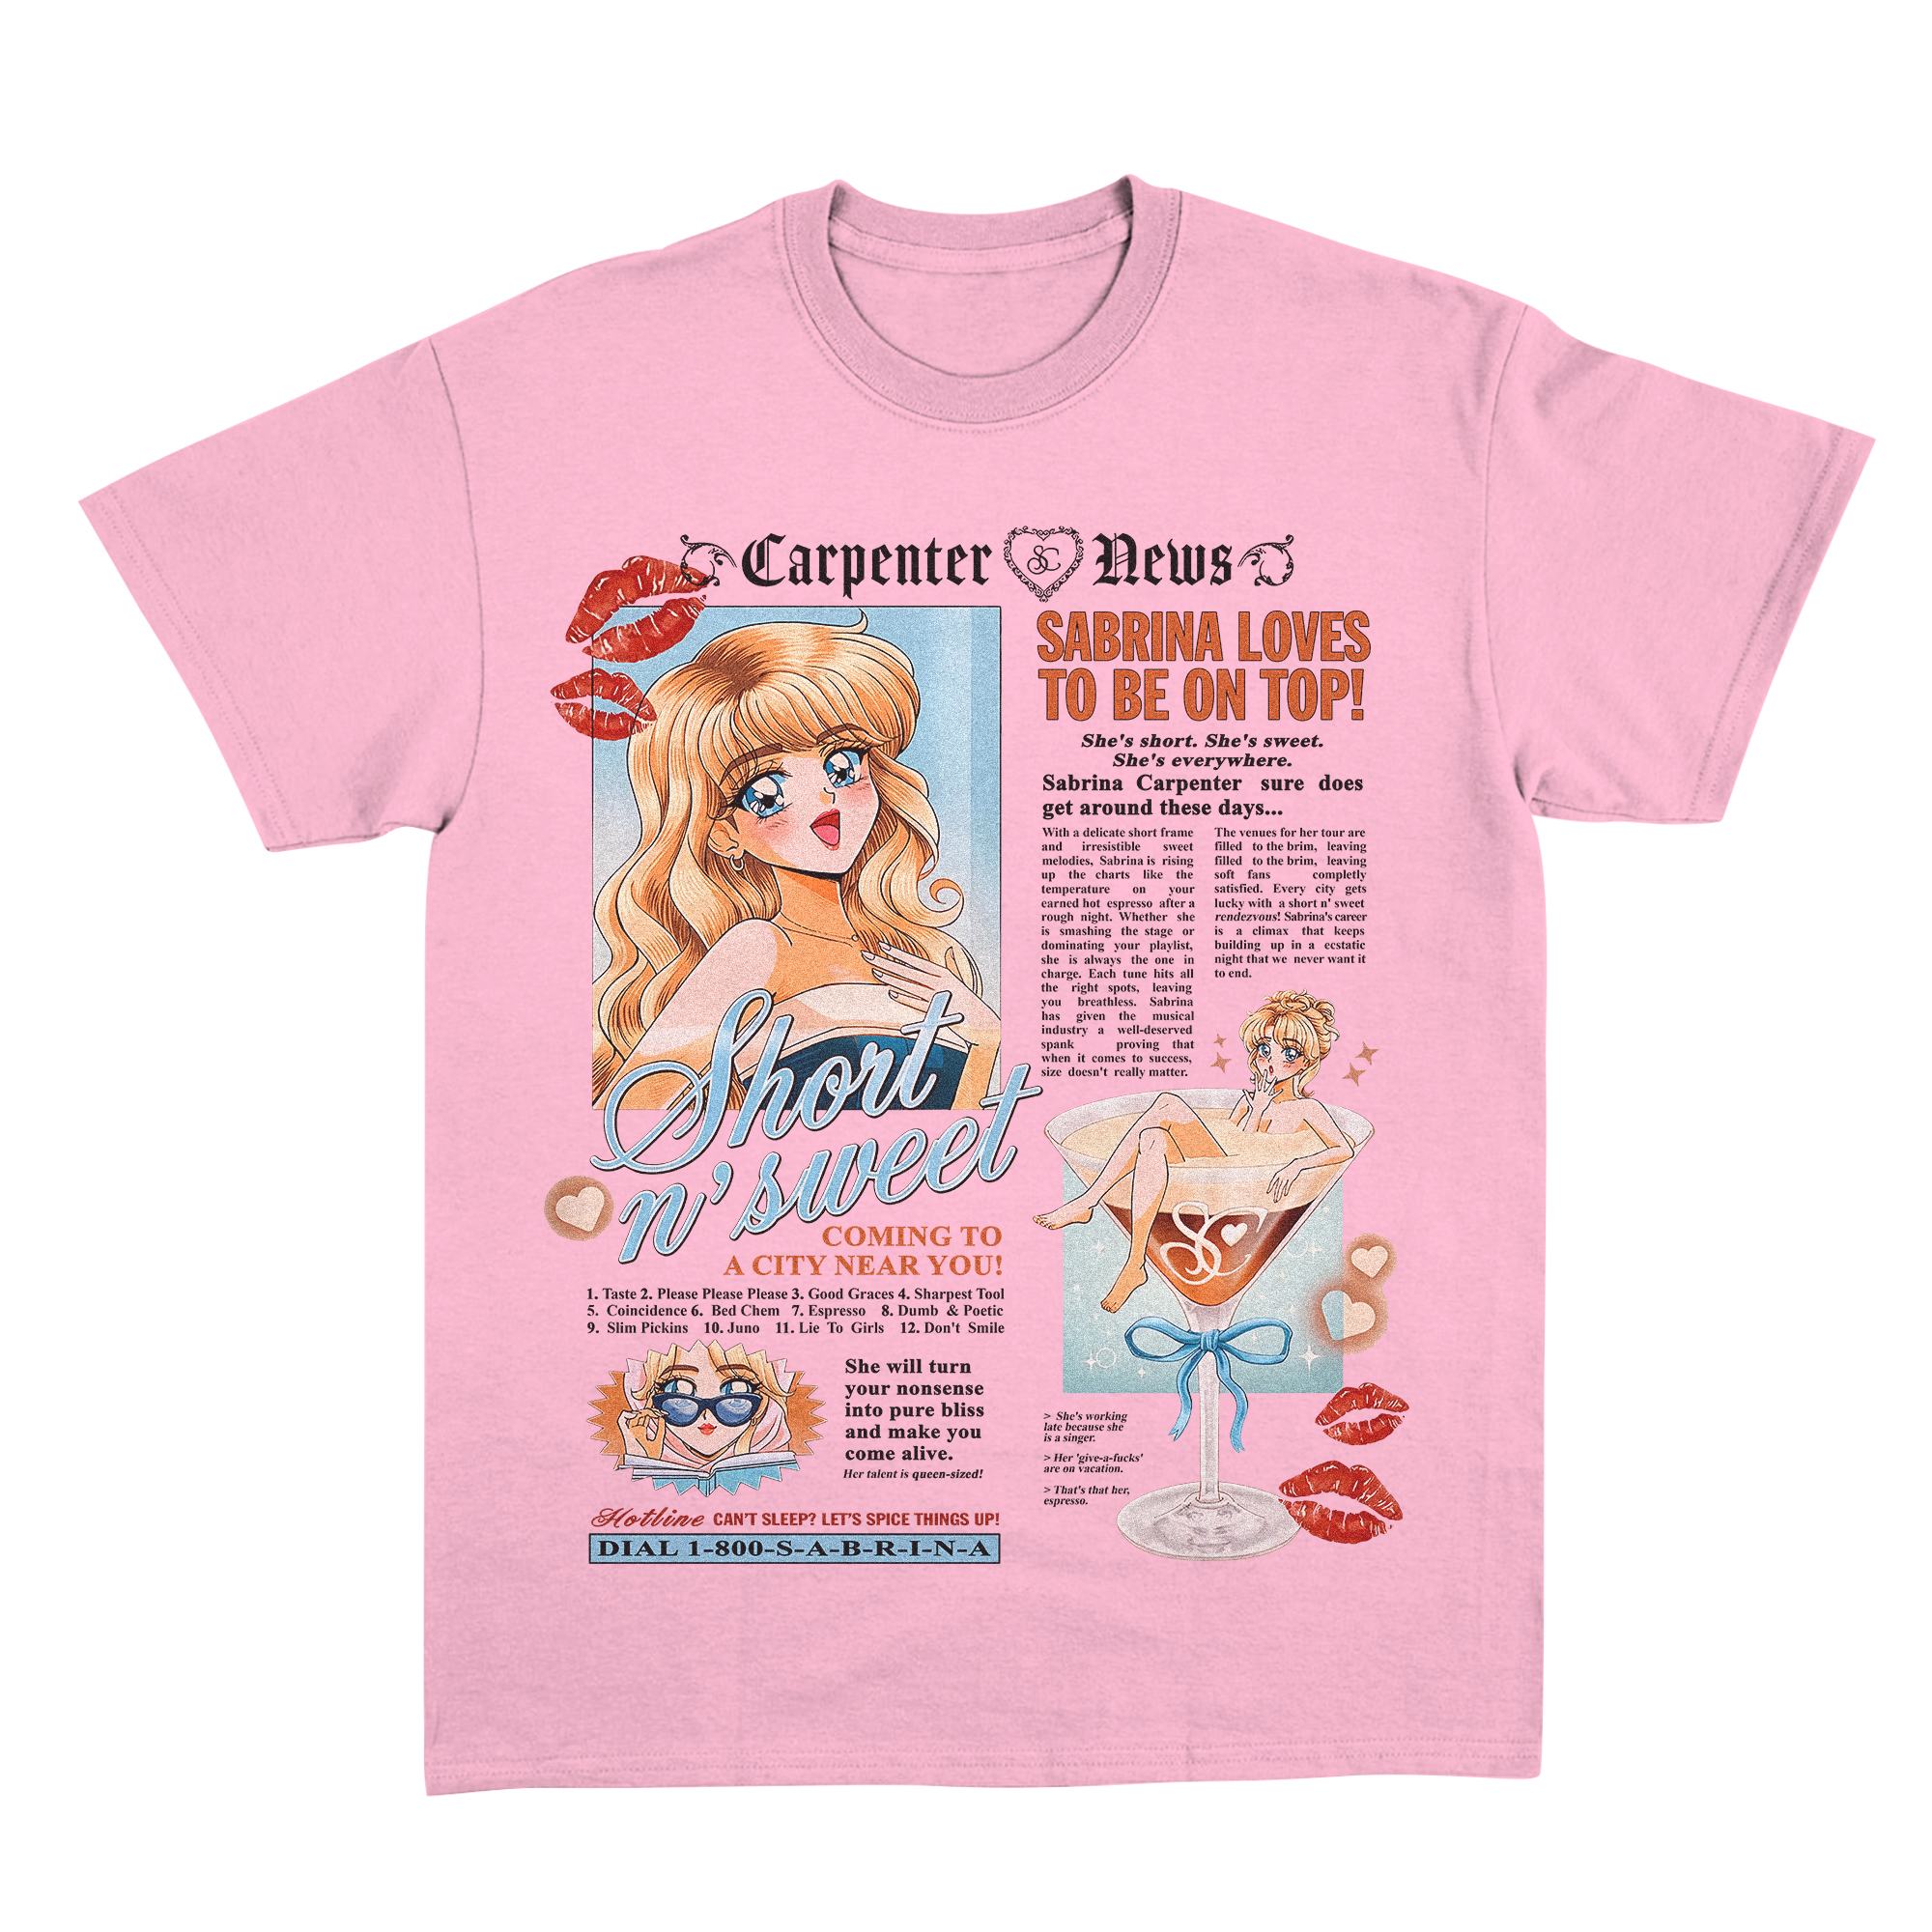 Carpenter SC News
SABRINA LOVES
TO BE ON TOP!
She's short. She's sweet.
She's everywhere.
Sabrina Carpenter sure does
get around these days...
With a delicate short frame
and irresistible sweet
melodies, Sabrina is rising
up the charts like the
temperature on your
earned hot espresso after a
rough night. Whether she
is smashing the stage or
dominating your playlist,
she is always the one in
charge. Each tune hits all
the right spots, leaving
you breathless. Sabrina
has given the musical
industry a well-deserved
spank proving that
when it comes to success,
size doesn't really matter.
The venues for her tour are
filled to the brim, leaving
filled to the brim, leaving
soft fans completly
satisfied. Every city gets
lucky with a short n' sweet
rendezvous! Sabrina's career
is a climax that keeps
building up in a ecstatic
night that we never want it
to end.
Short
n' sweet
COMING TO
A CITY NEAR YOU!
1. Taste 2. Please Please Please 3. Good Graces 4. Sharpest Tool
5. Coincidence 6. Bed Chem 7. Espresso 8. Dumb & Poetic
9. Slim Pickins 10. Juno 11. Lie To Girls 12. Don't Smile
She will turn
your nonsense
into pure bliss
and make you
come alive.
Her talent is queen-sized!
Hotline CAN'T SLEEP? LET'S SPICE THINGS UP!
DIAL 1-800-S-A-B-R-I-N-A
SC
> She's working
late because she
is a singer.
> Her 'give-a-fucks'
are on vacation.
> That's that her,
espresso.